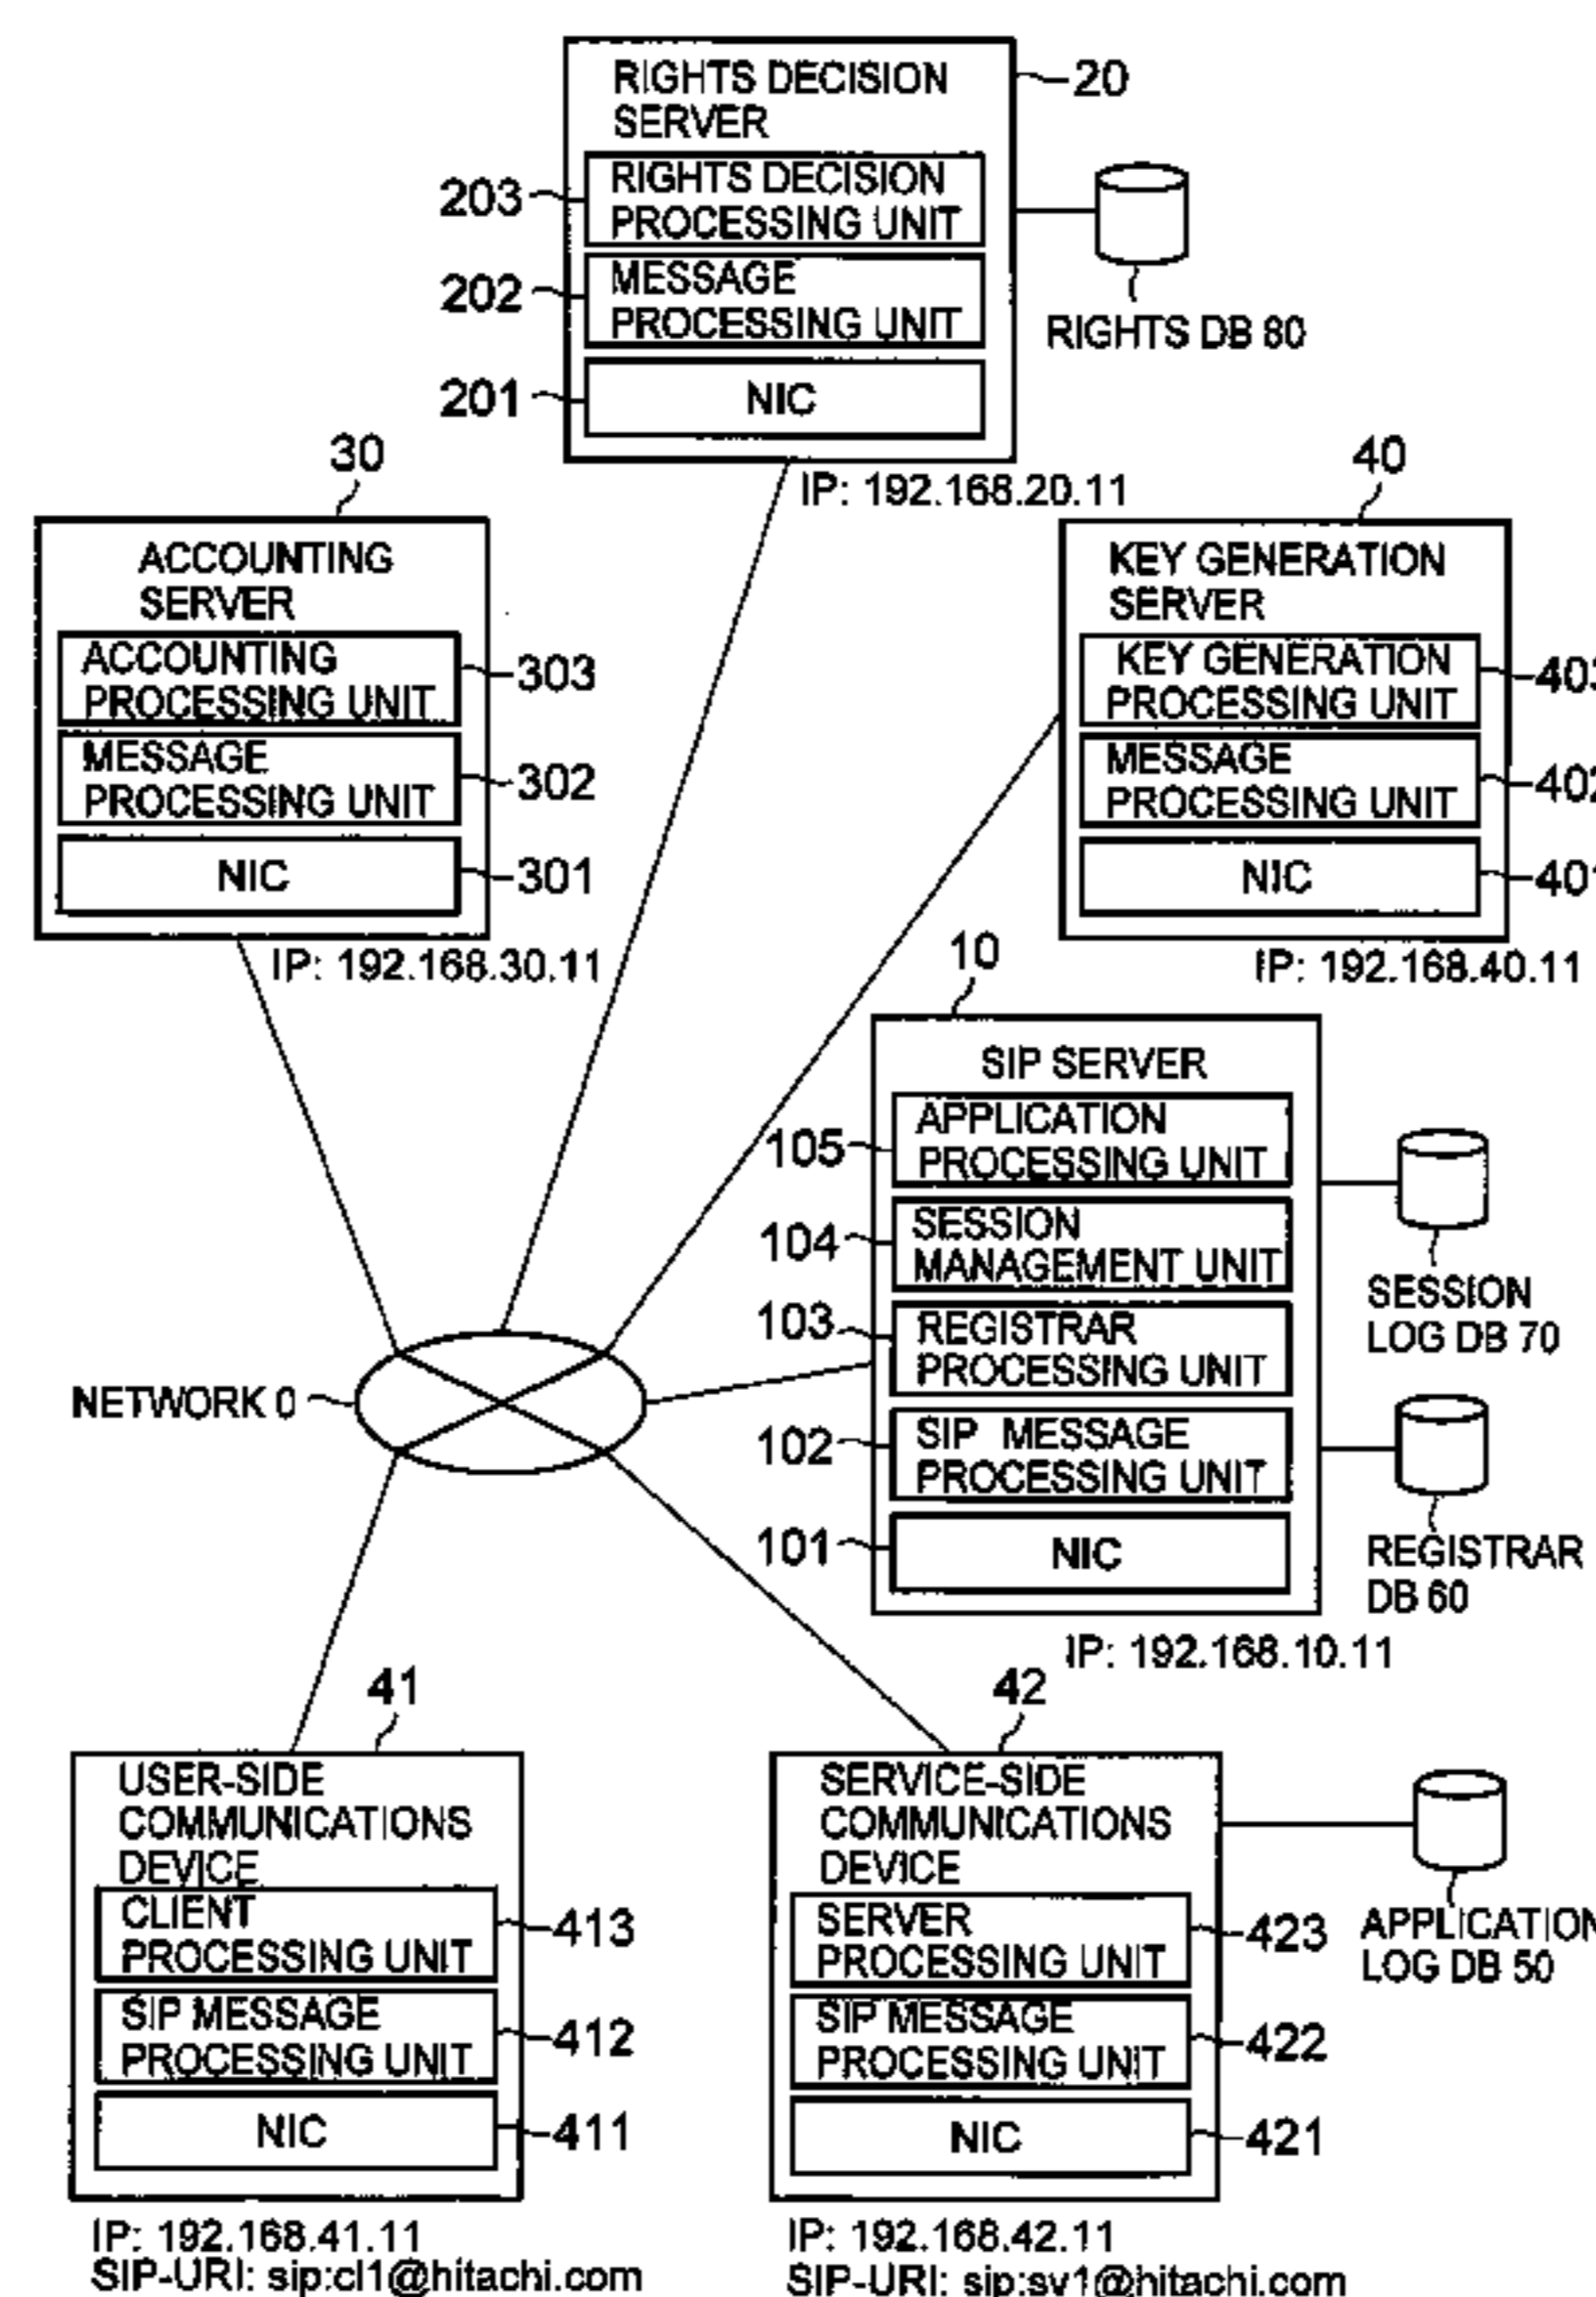 RIGHTS DECISION
SERVER
20
203
RIGHTS DECISION
PROCESSING UNIT
202
MESSAGE
PROCESSING UNIT
RIGHTS DB 80
201
NIC
IP: 192.168.20.11
30
ACCOUNTING
SERVER
ACCOUNTING
PROCESSING UNIT
303
MESSAGE
PROCESSING UNIT
302
NIC
301
IP: 192.168.30.11
40
KEY GENERATION
SERVER
KEY GENERATION
PROCESSING UNIT
403
MESSAGE
PROCESSING UNIT
402
NIC
401
IP: 192.168.40.11
10
SIP SERVER
105
APPLICATION
PROCESSING UNIT
104
SESSION
MANAGEMENT UNIT
SESSION
LOG DB 70
103
REGISTRAR
PROCESSING UNIT
NETWORK 0
102
SIP MESSAGE
PROCESSING UNIT
101
NIC
REGISTRAR
DB 60
IP: 192.168.10.11
41
USER-SIDE
COMMUNICATIONS
DEVICE
CLIENT
PROCESSING UNIT
413
SIP MESSAGE
PROCESSING UNIT
412
NIC
411
IP: 192.168.41.11
SIP-URI: sip:cl1@hitachi.com
42
SERVICE-SIDE
COMMUNICATIONS
DEVICE
SERVER
PROCESSING UNIT
423
APPLICATION
LOG DB 50
SIP MESSAGE
PROCESSING UNIT
422
NIC
421
IP: 192.168.42.11
SIP-URI: sip:sv1@hitachi.com